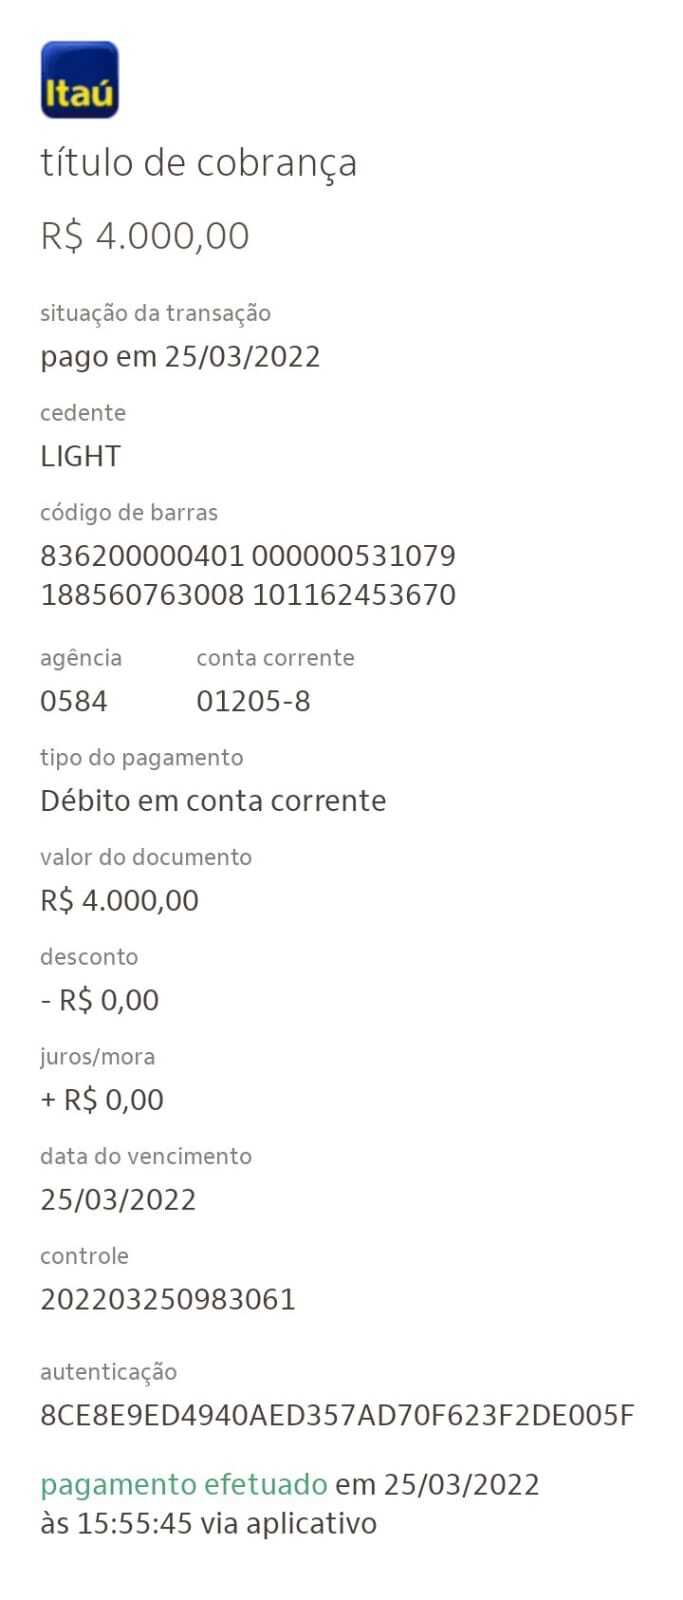 Itaú
título de cobrança
R$ 4.000,00
situação da transação
pago em 25/03/2022
cedente
LIGHT
código de barras
836200000401 000000531079
188560763008 101162453670
agência conta corrente
0584 01205-8
tipo do pagamento
Débito em conta corrente
valor do documento
R$ 4.000,00
desconto
- R$ 0,00
juros/mora
+ R$ 0,00
data do vencimento
25/03/2022
controle
202203250983061
autenticação
8CE8E9ED4940AED357AD70F623F2DE005F
pagamento efetuado em 25/03/2022
às 15:55:45 via aplicativo